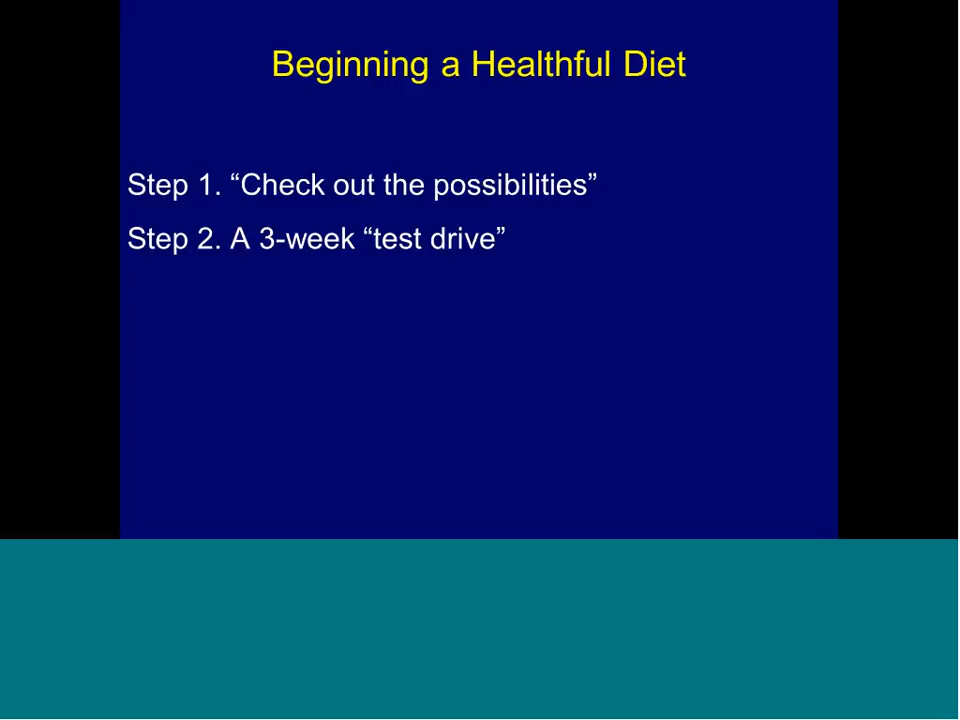 Beginning a Healthful Diet
Step 1. “Check out the possibilities”
Step 2. A 3-week “test drive”